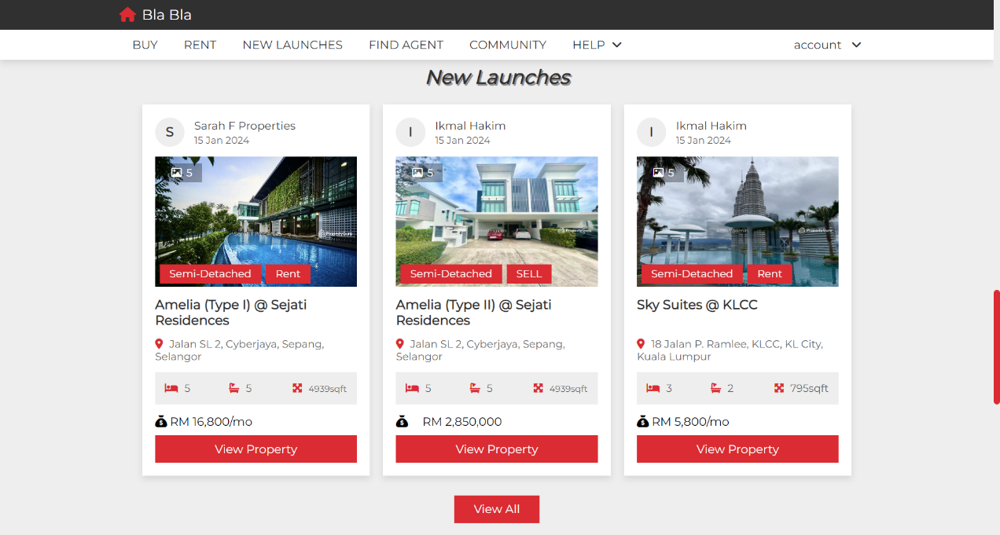 Bla Bla
BUY RENT NEW LAUNCHES FIND AGENT COMMUNITY HELP account
New Launches
S
Sarah F Properties
15 Jan 2024
5
PropertyGuru
Semi-Detached Rent
Amelia (Type I) @ Sejati
Residences
Jalan SL 2, Cyberjaya, Sepang,
Selangor
5 5 4939sqft
RM 16,800/mo
View Property
I
Ikmal Hakim
15 Jan 2024
5
PropertyGuru
Semi-Detached SELL
Amelia (Type II) @ Sejati
Residences
Jalan SL 2, Cyberjaya, Sepang,
Selangor
5 5 4939sqft
RM 2,850,000
View Property
I
Ikmal Hakim
15 Jan 2024
5
PropertyGuru
Semi-Detached Rent
Sky Suites @ KLCC
18 Jalan P. Ramlee, KLCC, KL City,
Kuala Lumpur
3 2 795sqft
RM 5,800/mo
View Property
View All